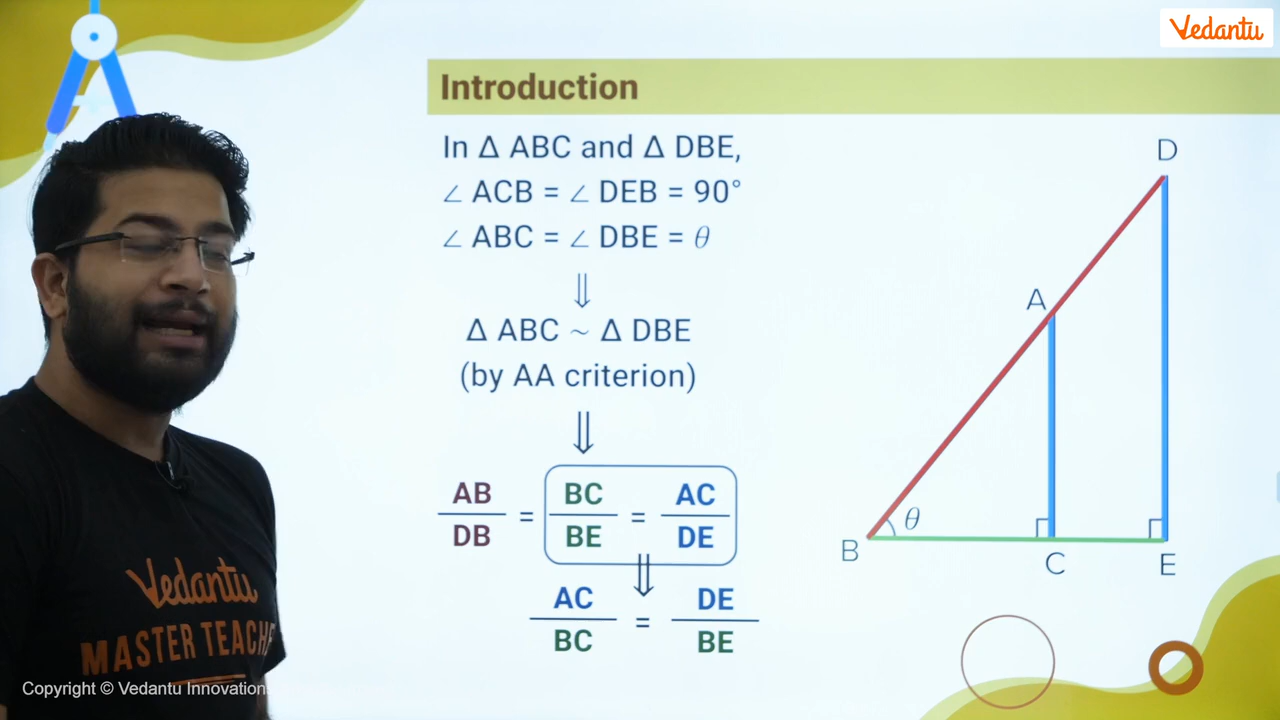 Vedantu
Introduction
In Δ ABC and Δ DBE,
∠ ACB = ∠ DEB = 90°
∠ ABC = ∠ DBE = θ
⇓
Δ ABC ~ Δ DBE
(by AA criterion)
⇓
AB/DB = BC/BE = AC/DE
⇓
AC/BC = DE/BE
D
A
θ
B
C
E
Vedantu
MASTER TEACHE
Copyright © Vedantu Innovations